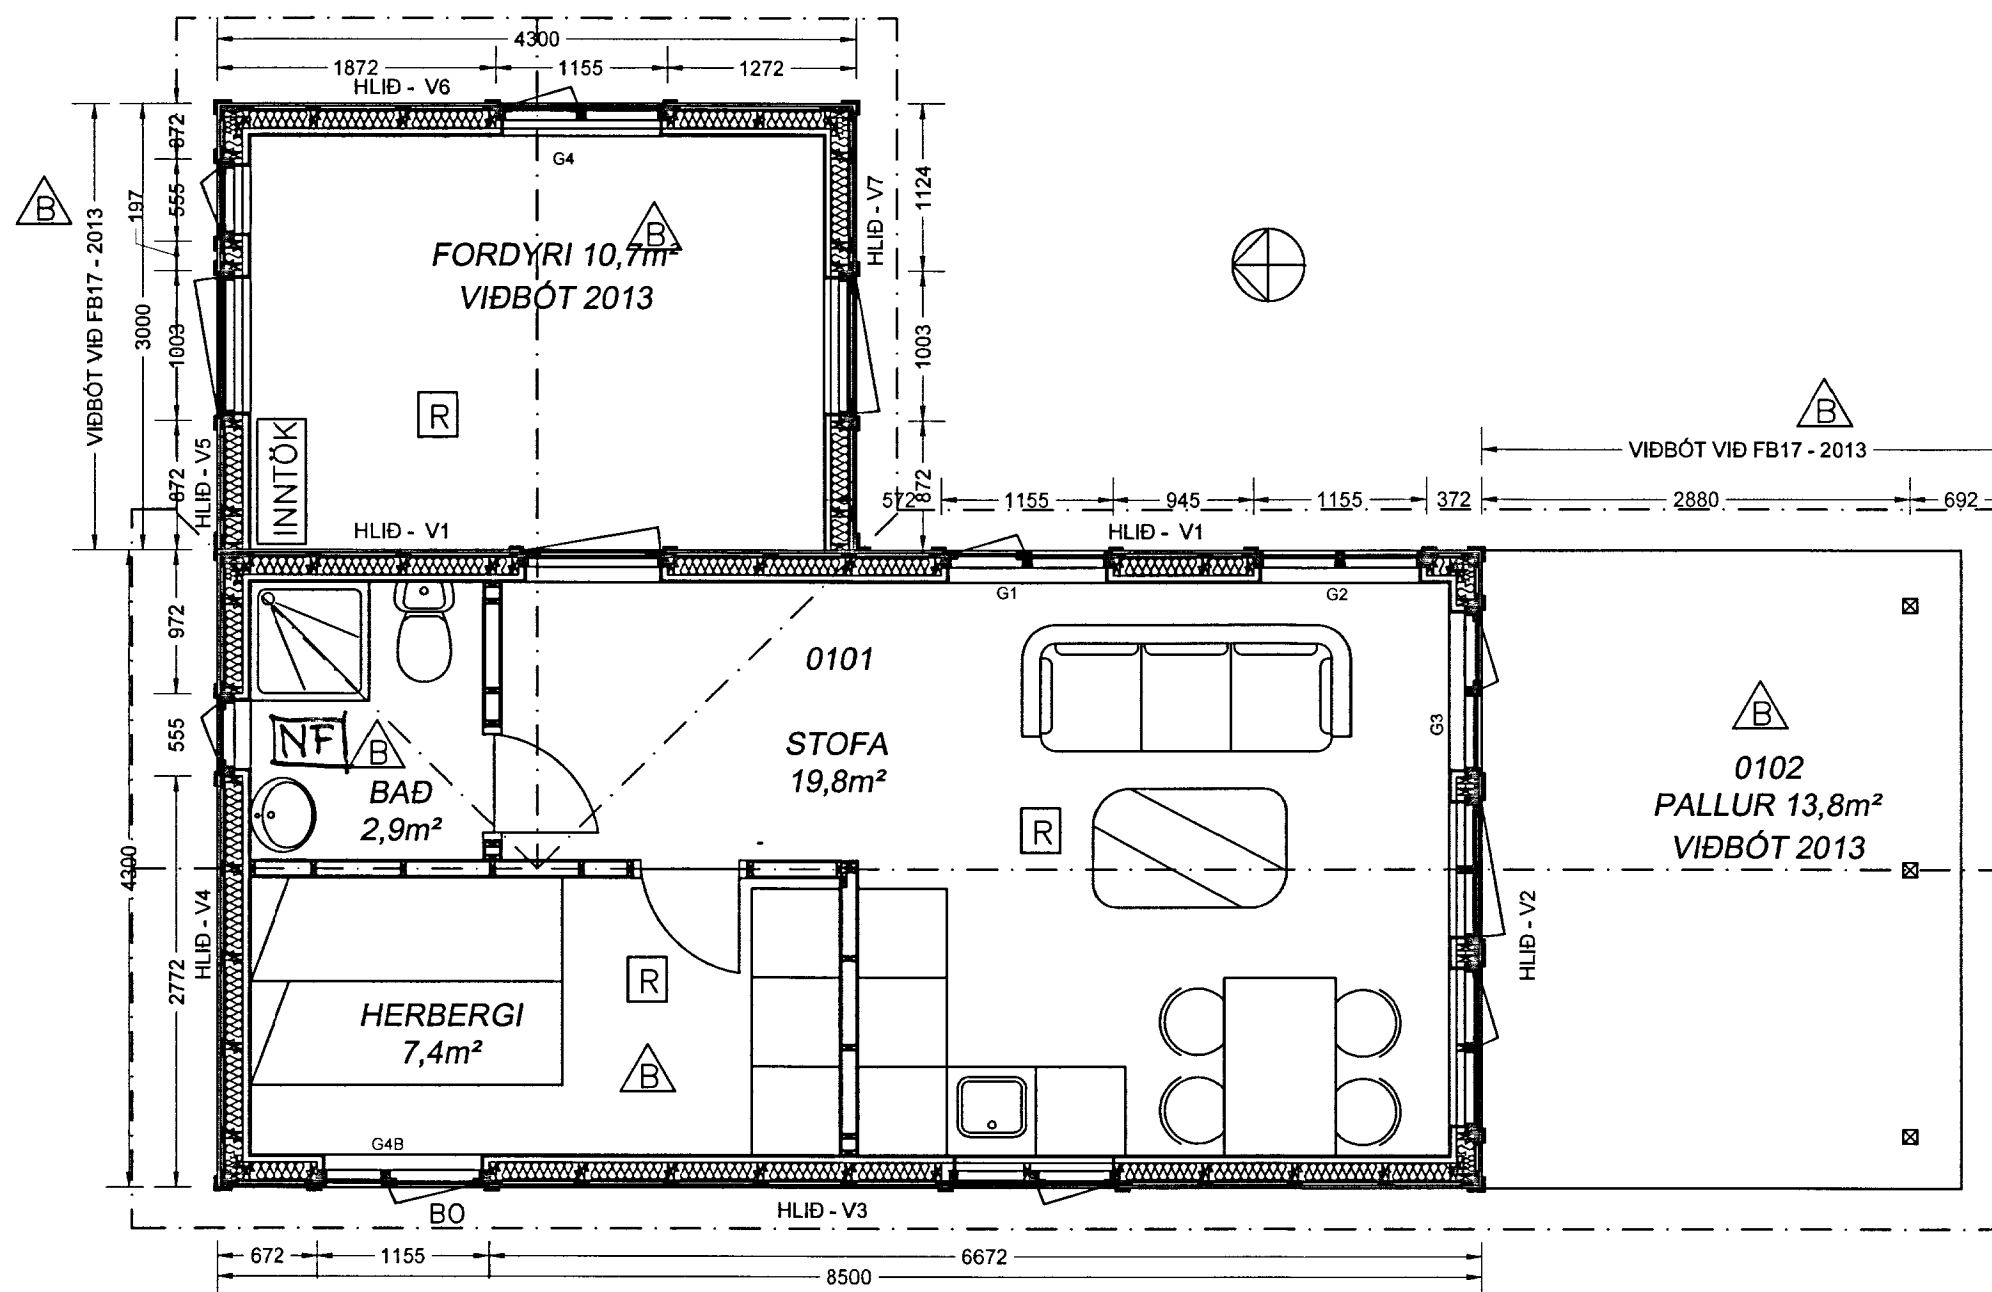 4300
1872
1155
1272
HLIÐ - V6
872
555
197
1003
3000
872
VIÐBÓT VIÐ FB17 - 2013
HLIÐ - V5
B
G4
B
FORDYRI 10,7m²
VIÐBÓT 2013
R
INNTÖK
HLIÐ - V7
1124
1003
872
HLIÐ - V1
B
VIÐBÓT VIÐ FB17 - 2013
572
1155
945
1155
372
2880
692
HLIÐ - V1
G1
G2
G3
972
555
2772
4300
HLIÐ - V4
NF
B
BAÐ
2,9m²
0101
STOFA
19,8m²
R
B
0102
PALLUR 13,8m²
VIÐBÓT 2013
HLIÐ - V2
R
HERBERGI
7,4m²
B
G4B
BO
HLIÐ - V3
672
1155
6672
8500